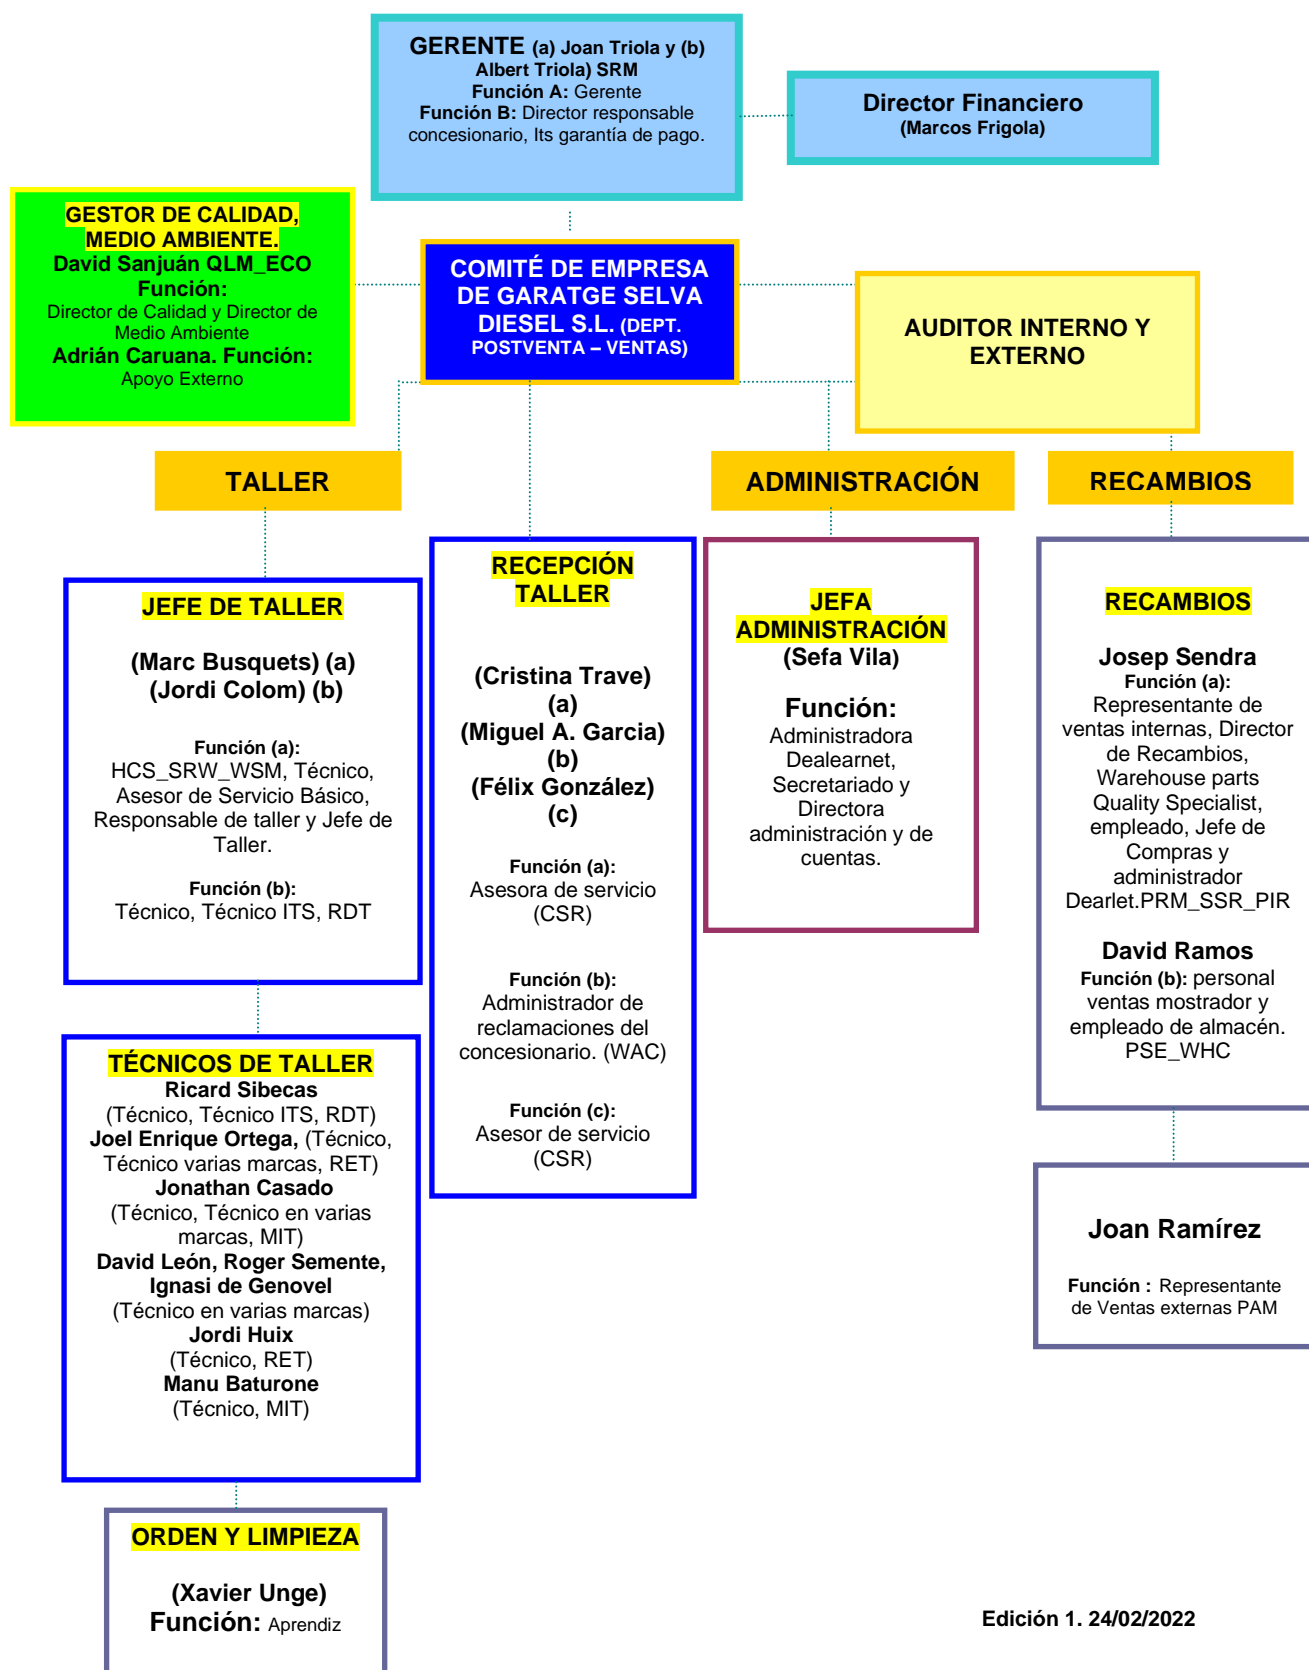 GERENTE (a) Joan Triola y (b)
Albert Triola) SRM
Función A: Gerente
Función B: Director responsable
concesionario, Its garantía de pago.
Director Financiero
(Marcos Frigola)
GESTOR DE CALIDAD,
MEDIO AMBIENTE.
David Sanjuán QLM_ECO
Función:
Director de Calidad y Director de
Medio Ambiente
Adrián Caruana. Función:
Apoyo Externo
COMITÉ DE EMPRESA
DE GARATGE SELVA
DIESEL S.L. (DEPT.
POSTVENTA – VENTAS)
AUDITOR INTERNO Y
EXTERNO
TALLER
ADMINISTRACIÓN
RECAMBIOS
JEFE DE TALLER
(Marc Busquets) (a)
(Jordi Colom) (b)
Función (a):
HCS_SRW_WSM, Técnico,
Asesor de Servicio Básico,
Responsable de taller y Jefe de
Taller.
Función (b):
Técnico, Técnico ITS, RDT
RECEPCIÓN
TALLER
(Cristina Trave)
(a)
(Miguel A. Garcia)
(b)
(Félix González)
(c)
Función (a):
Asesora de servicio
(CSR)
Función (b):
Administrador de
reclamaciones del
concesionario. (WAC)
Función (c):
Asesor de servicio
(CSR)
JEFA
ADMINISTRACIÓN
(Sefa Vila)
Función:
Administradora
Dealearnet,
Secretariado y
Directora
administración y de
cuentas.
RECAMBIOS
Josep Sendra
Función (a):
Representante de
ventas internas, Director
de Recambios,
Warehouse parts
Quality Specialist,
empleado, Jefe de
Compras y
administrador
Dearlet.PRM_SSR_PIR
David Ramos
Función (b): personal
ventas mostrador y
empleado de almacén.
PSE_WHC
TÉCNICOS DE TALLER
Ricard Sibecas
(Técnico, Técnico ITS, RDT)
Joel Enrique Ortega, (Técnico,
Técnico varias marcas, RET)
Jonathan Casado
(Técnico, Técnico en varias
marcas, MIT)
David León, Roger Semente,
Ignasi de Genovel
(Técnico en varias marcas)
Jordi Huix
(Técnico, RET)
Manu Baturone
(Técnico, MIT)
Joan Ramírez
Función : Representante
de Ventas externas PAM
ORDEN Y LIMPIEZA
(Xavier Unge)
Función: Aprendiz
Edición 1. 24/02/2022